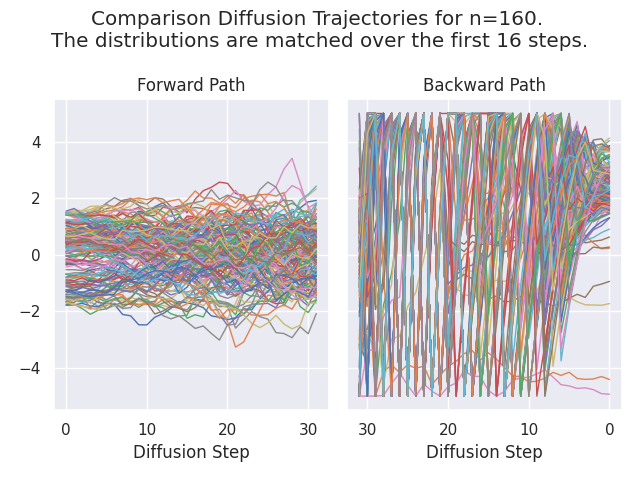 Comparison Diffusion Trajectories for n=160.
The distributions are matched over the first 16 steps.
Forward Path
Backward Path
4
2
0
−2
−4
0 10 20 30
30 20 10 0
Diffusion Step
Diffusion Step